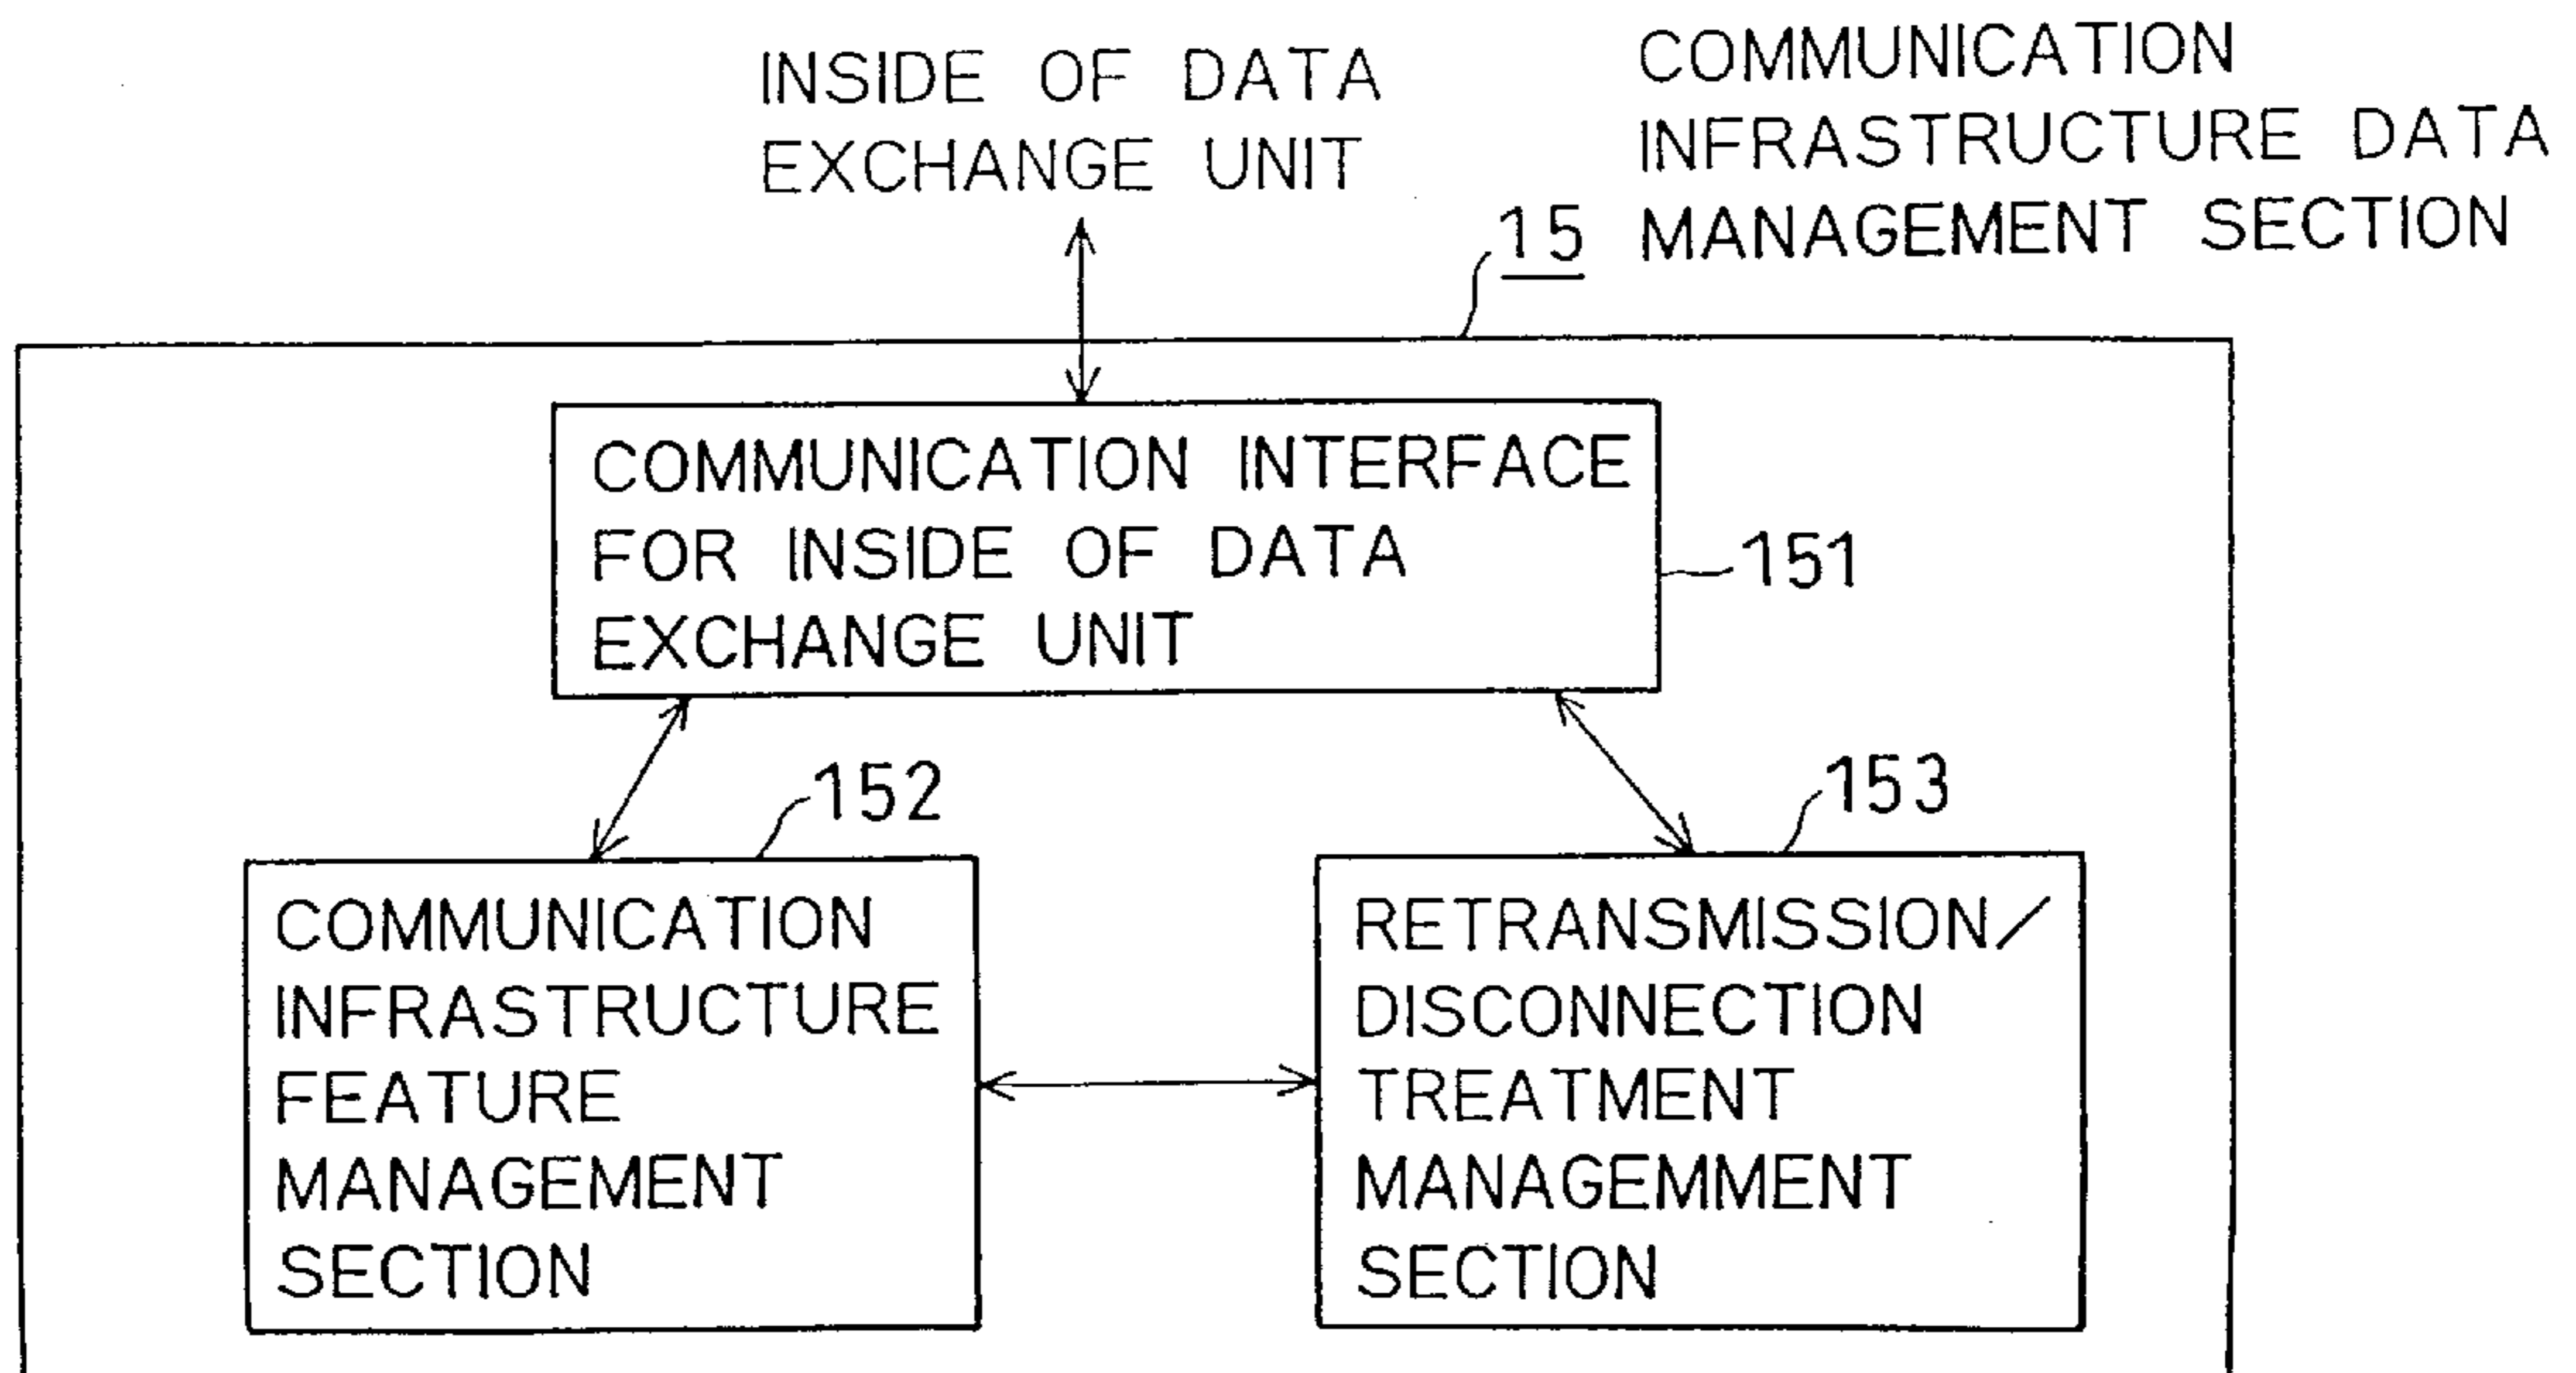 INSIDE OF DATA
EXCHANGE UNIT
COMMUNICATION
INFRASTRUCTURE DATA
MANAGEMENT SECTION
15
COMMUNICATION INTERFACE
FOR INSIDE OF DATA
EXCHANGE UNIT
151
152
153
COMMUNICATION
INFRASTRUCTURE
FEATURE
MANAGEMENT
SECTION
RETRANSMISSION/
DISCONNECTION
TREATMENT
MANAGEMMENT
SECTION